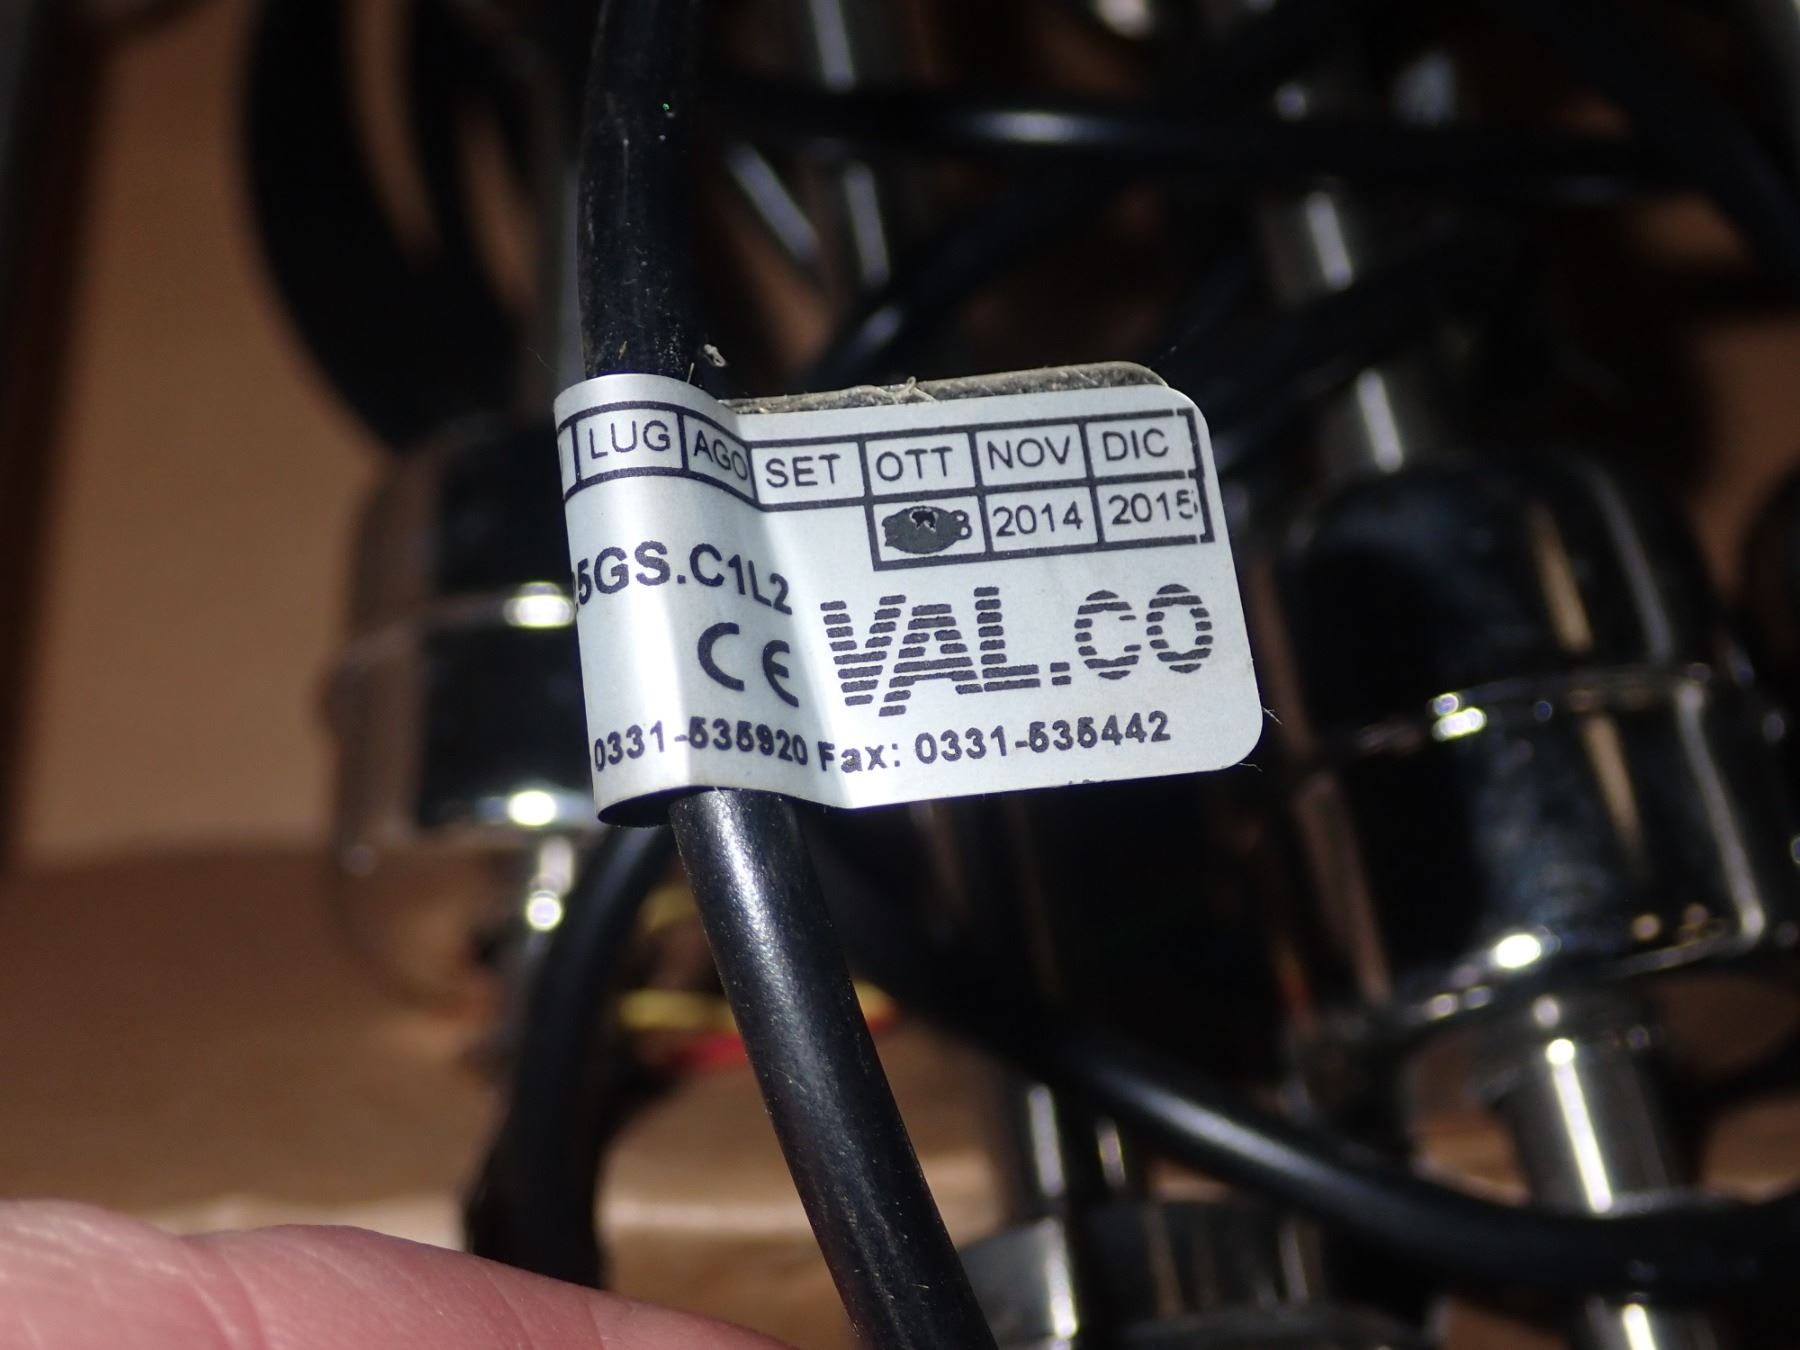 LUG AGO SET OTT NOV DIC
2014 2015
5GS.C1L2
CE VAL.CO
0331-535920 Fax: 0331-535442